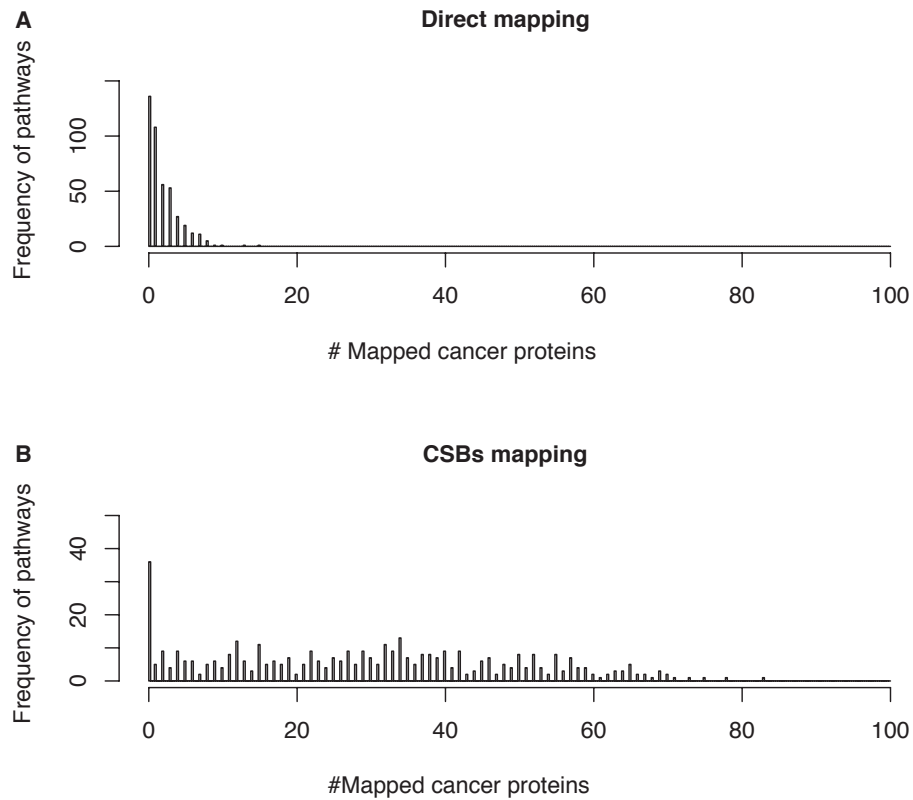 A
Direct mapping
Frequency of pathways
0 50 100
0 20 40 60 80 100
# Mapped cancer proteins
B
CSBs mapping
Frequency of pathways
0 20 40
0 20 40 60 80 100
#Mapped cancer proteins